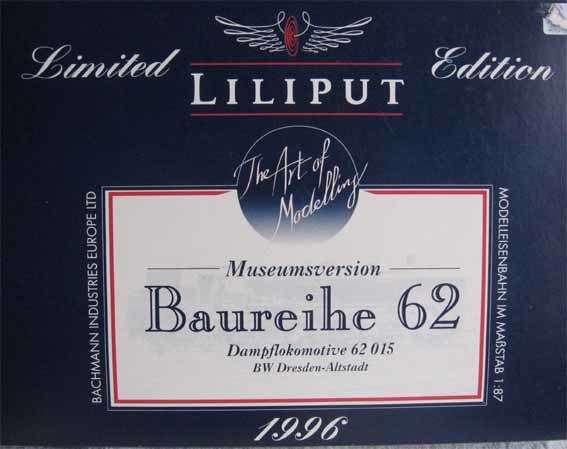 Limited Edition
LILIPUT
The Art of
Modelling
BACHMANN INDUSTRIES EUROPE LTD
MODELLEISENBAHN IM MAßSTAB 1:87
Museumsversion
Baureihe 62
Dampflokomotive 62 015
BW Dresden-Altstadt
1996